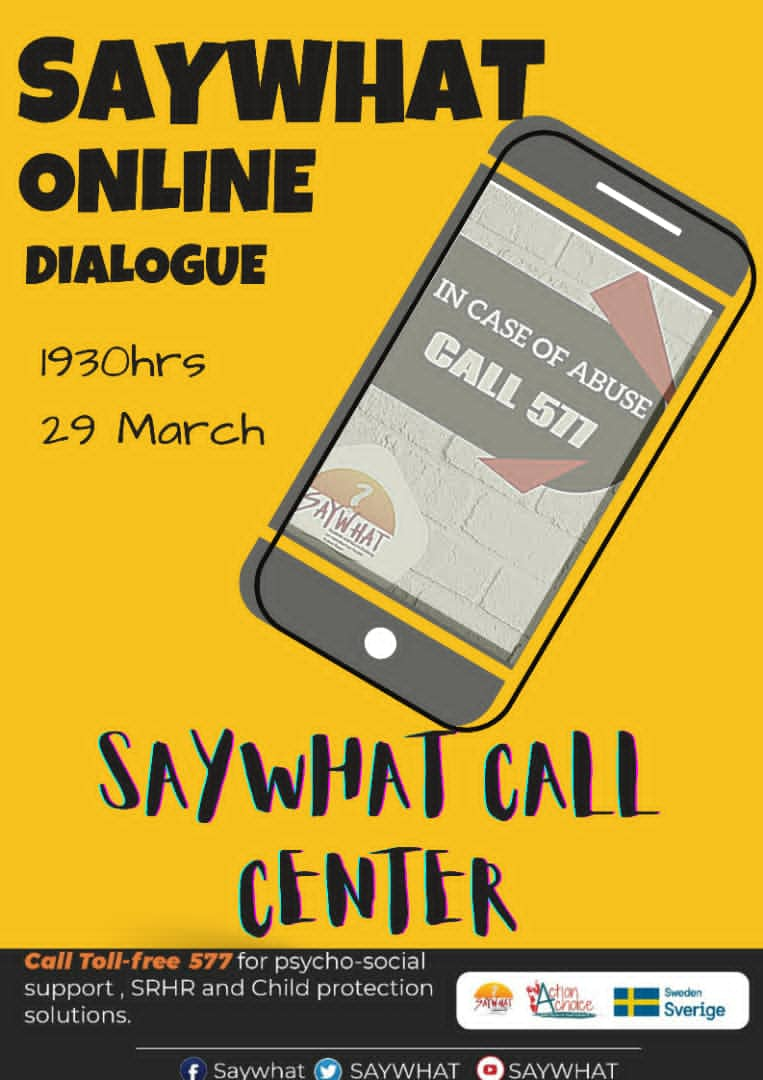 SAYWHAT
ONLINE
DIALOGUE
1930hrs
29 March
IN CASE OF ABUSE
CALL 577
SAYWHAT
SAYWHAT CALL
CENTER
Call Toll-free 577 for psycho-social
support , SRHR and Child protection
solutions.
SAYWHAT
Action
choice
Sweden
Sverige
Saywhat SAYWHAT SAYWHAT